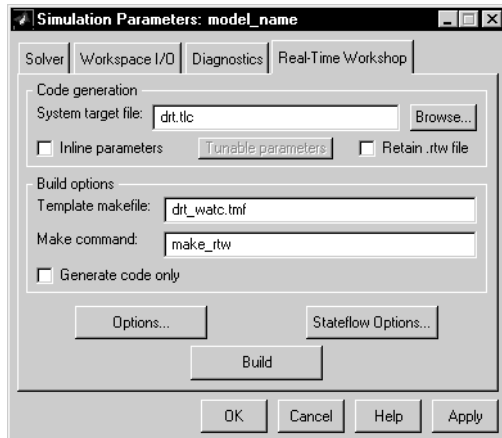 Simulation Parameters: model_name
Solver Workspace I/O Diagnostics Real-Time Workshop
Code generation
System target file: drt.tlc Browse...
Inline parameters Tunable parameters Retain .rtw file
Build options
Template makefile: drt_watc.tmf
Make command: make_rtw
Generate code only
Options... Stateflow Options...
Build
OK Cancel Help Apply